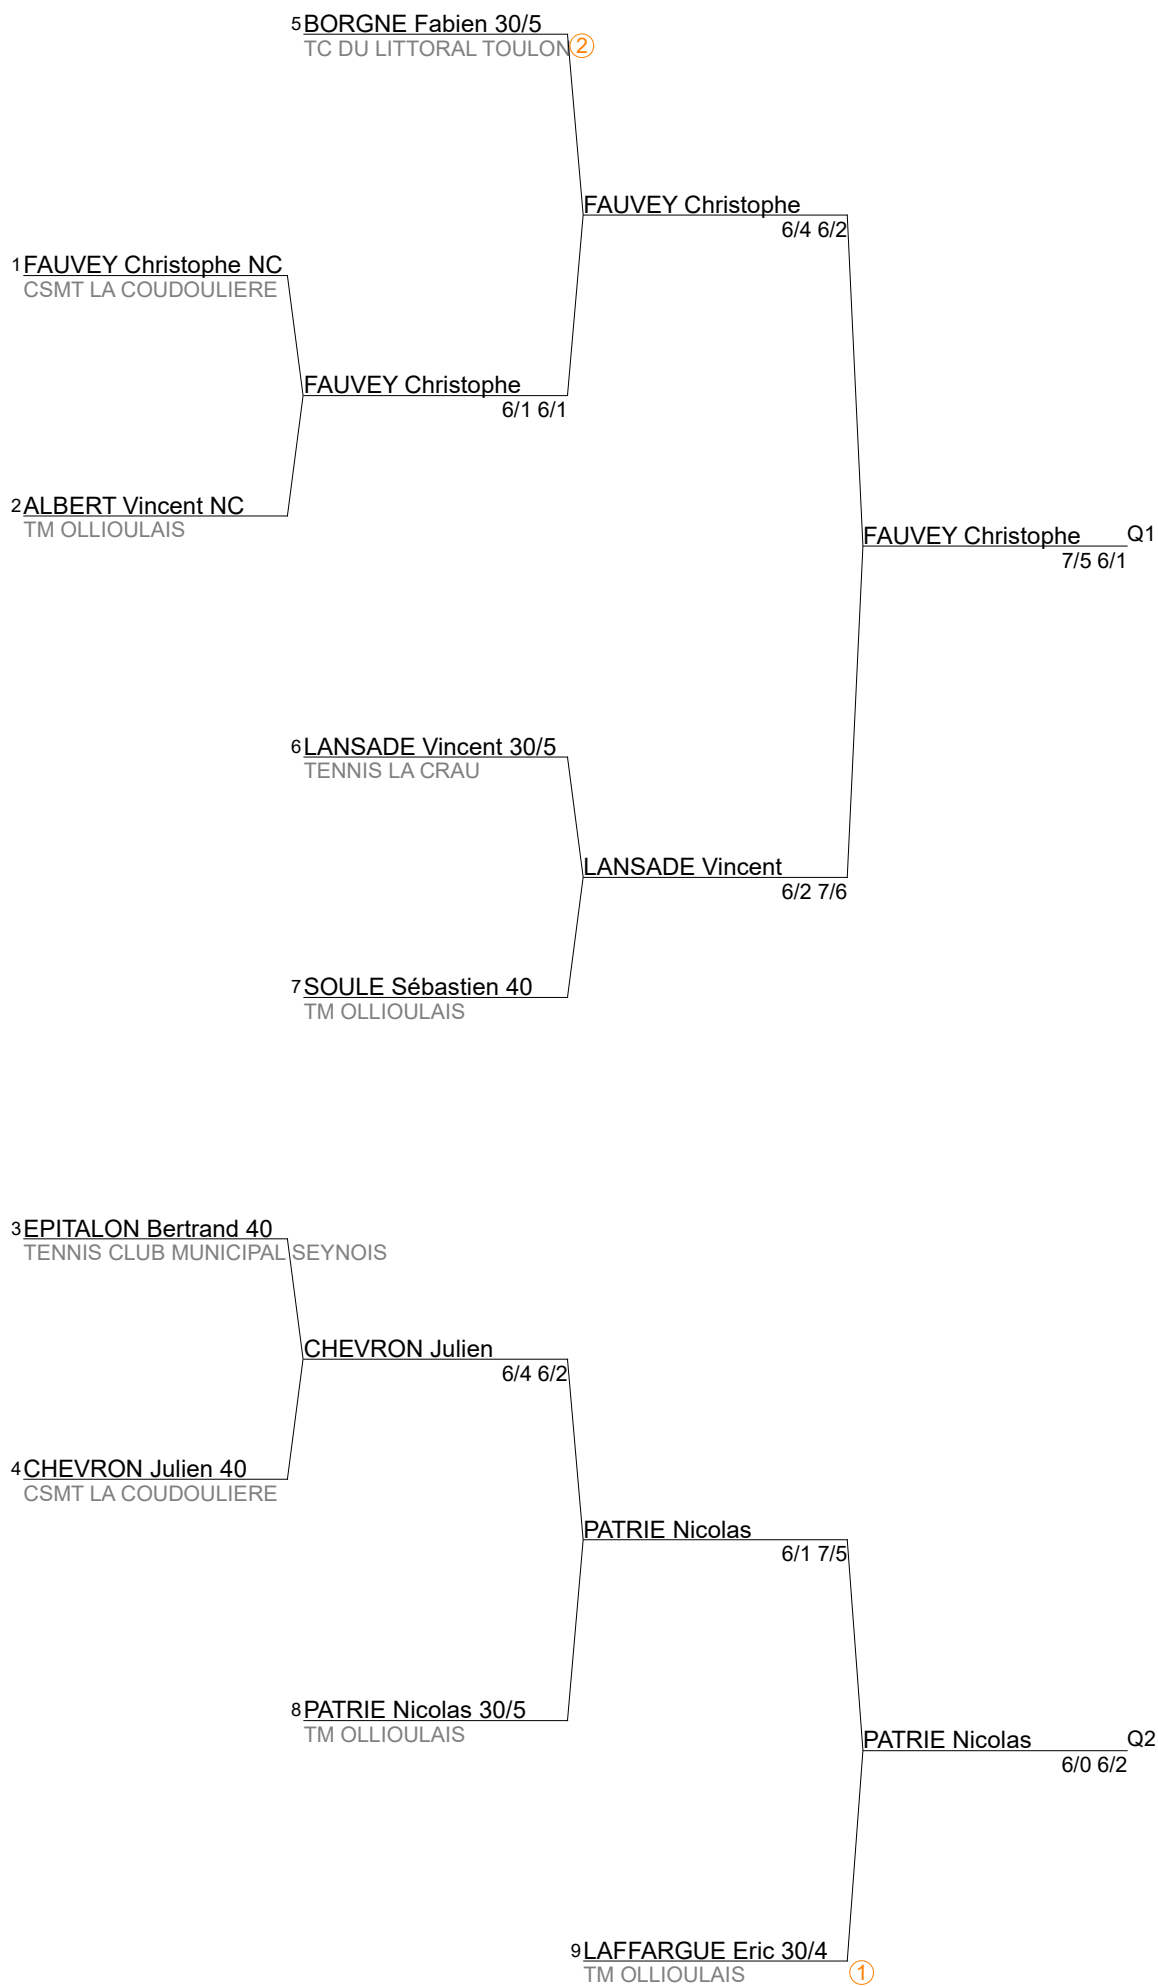 5 BORGNE Fabien 30/5
TC DU LITTORAL TOULON ②
FAUVEY Christophe
6/4 6/2
1 FAUVEY Christophe NC
CSMT LA COUDOULIERE
FAUVEY Christophe
6/1 6/1
2 ALBERT Vincent NC
TM OLLIOULAIS
FAUVEY Christophe Q1
7/5 6/1
6 LANSADE Vincent 30/5
TENNIS LA CRAU
LANSADE Vincent
6/2 7/6
7 SOULE Sébastien 40
TM OLLIOULAIS
3 EPITALON Bertrand 40
TENNIS CLUB MUNICIPAL SEYNOIS
CHEVRON Julien
6/4 6/2
4 CHEVRON Julien 40
CSMT LA COUDOULIERE
PATRIE Nicolas
6/1 7/5
8 PATRIE Nicolas 30/5
TM OLLIOULAIS
PATRIE Nicolas Q2
6/0 6/2
9 LAFFARGUE Eric 30/4
TM OLLIOULAIS ①